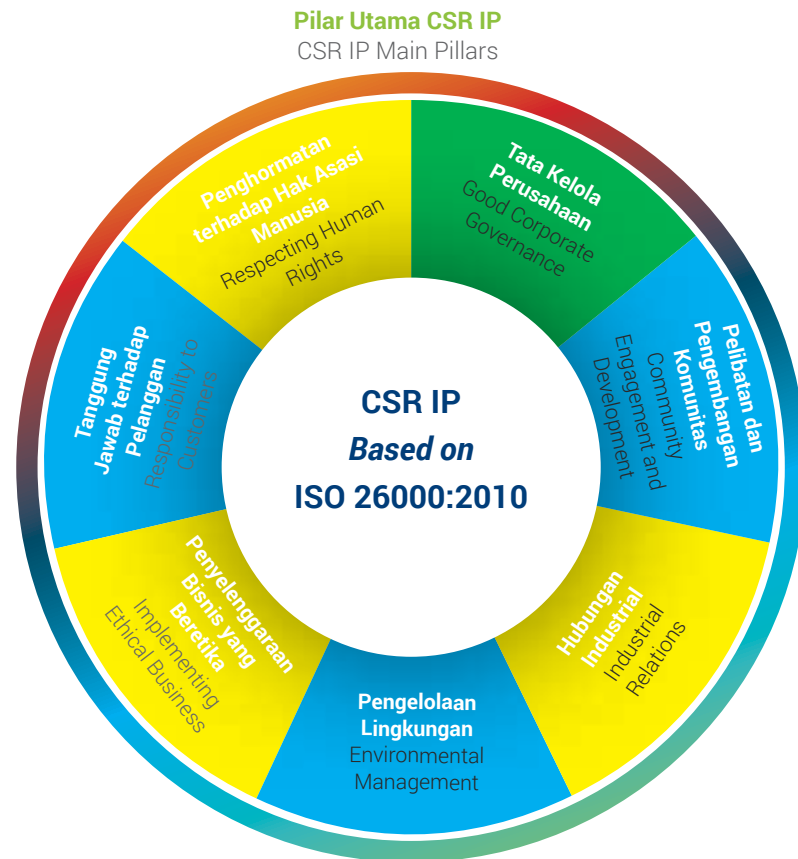 Pilar Utama CSR IP
CSR IP Main Pillars
Tata Kelola
Perusahaan
Good Corporate
Governance
Pelibatan dan
Pengembangan
Komunitas
Community
Engagement and
Development
Hubungan
Industrial
Industrial
Relations
Pengelolaan
Lingkungan
Environmental
Management
Penyelenggaraan
Bisnis yang
Beretika
Implementing
Ethical Business
Tanggung
Jawab terhadap
Pelanggan
Responsibility to
Customers
Penghormatan
terhadap Hak Asasi
Manusia
Respecting Human
Rights
CSR IP
Based on
ISO 26000:2010